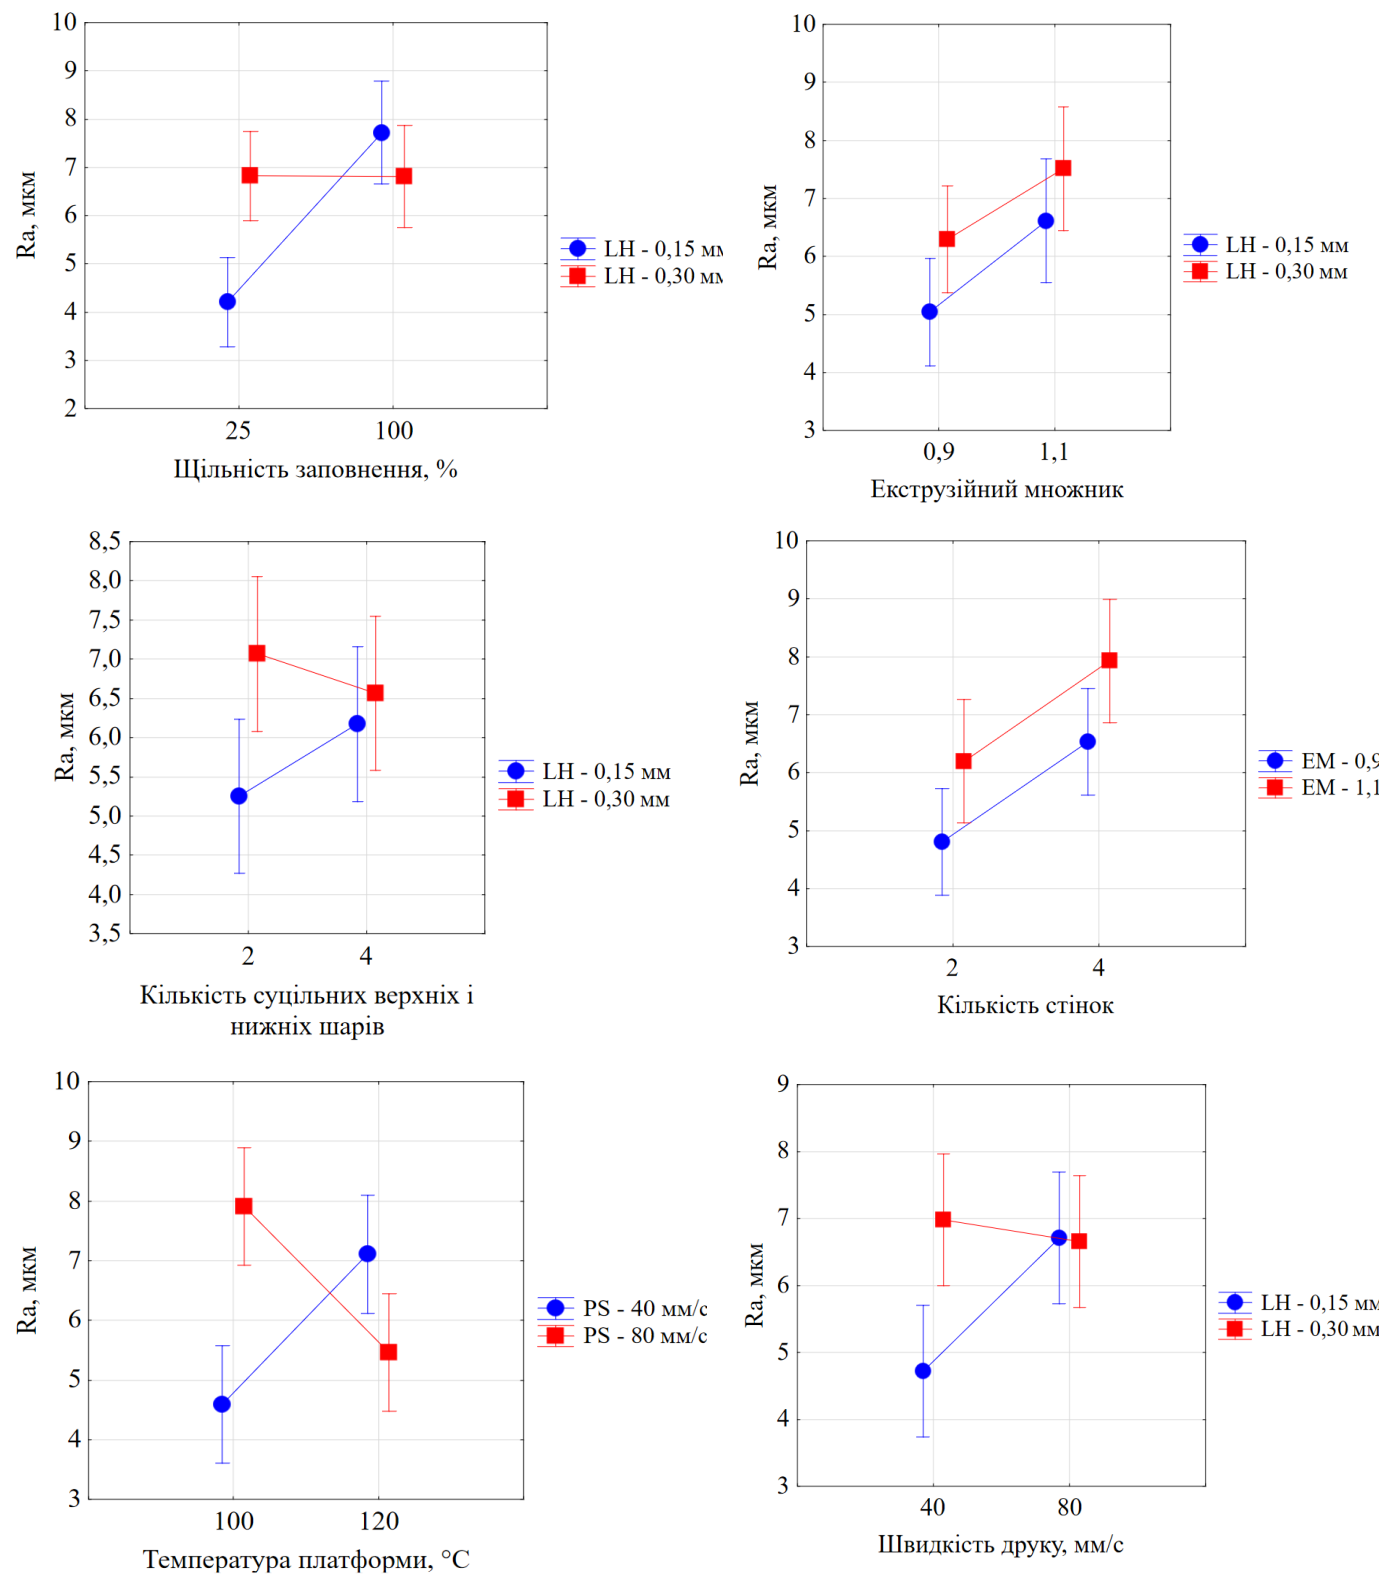 10
9
8
7
6
5
4
3
2
Ra, мкм
25 100
Щільність заповнення, %
LH - 0,15 мм
LH - 0,30 мм
10
9
8
7
6
5
4
3
Ra, мкм
0,9 1,1
Екструзійний множник
LH - 0,15 мм
LH - 0,30 мм
8,5
8,0
7,5
7,0
6,5
6,0
5,5
5,0
4,5
4,0
3,5
Ra, мкм
2 4
Кількість суцільних верхніх і
нижніх шарів
LH - 0,15 мм
LH - 0,30 мм
10
9
8
7
6
5
4
3
Ra, мкм
2 4
Кількість стінок
EM - 0,9
EM - 1,1
10
9
8
7
6
5
4
3
Ra, мкм
100 120
Температура платформи, °C
PS - 40 мм/с
PS - 80 мм/с
9
8
7
6
5
4
3
Ra, мкм
40 80
Швидкість друку, мм/с
LH - 0,15 мм
LH - 0,30 мм